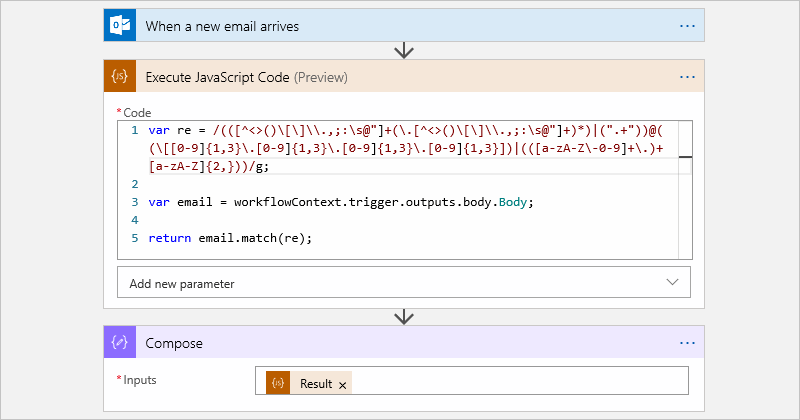 When a new email arrives
{JS} Execute JavaScript Code (Preview)
*Code
1 var re = /(([^<>()\[\]\\.,;:\s@"]+(\.[^<>()\[\]\\.,;:\s@"]+)*)|(".+"))@(
(\[[0-9]{1,3}\.[0-9]{1,3}\.[0-9]{1,3}\.[0-9]{1,3}])|(([a-zA-Z\-0-9]+\.)+
[a-zA-Z]{2,}))/g;
2
3 var email = workflowContext.trigger.outputs.body.Body;
4
5 return email.match(re);
Add new parameter
Compose
*Inputs
{JS} Result ×